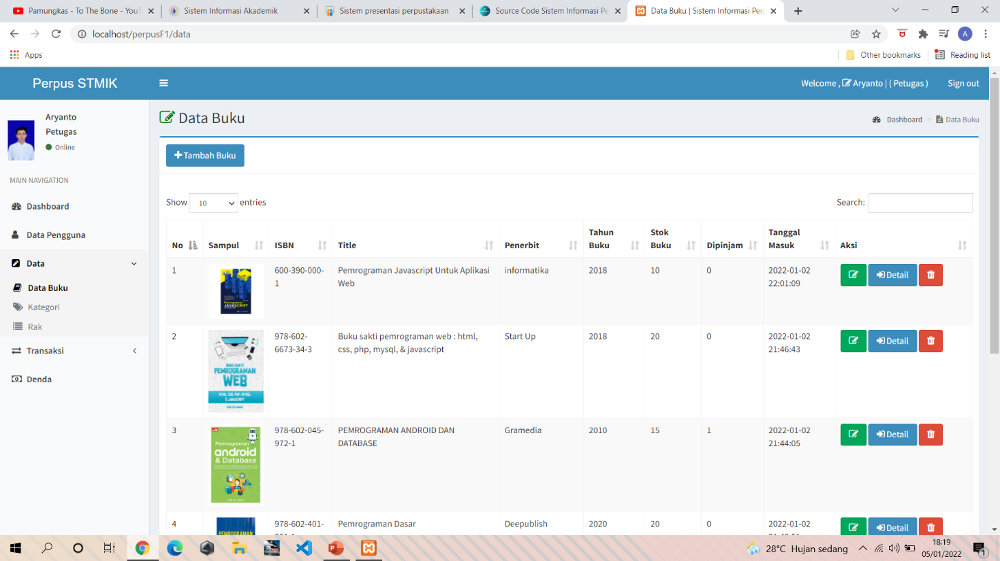 Pamungkas - To The Bone - YouT
Sistem Informasi Akademik
Sistem presentasi perpustakaan
Source Code Sistem Informasi Pe
Data Buku | Sistem Informasi Perp
localhost/perpusF1/data
A
Apps
Other bookmarks
Reading list
Perpus STMIK
Welcome , Aryanto | ( Petugas )
Sign out
Aryanto
Petugas
Online
MAIN NAVIGATION
Dashboard
Data Pengguna
Data
Data Buku
Kategori
Rak
Transaksi
Denda
Data Buku
Dashboard > Data Buku
Tambah Buku
Show 10 entries
Search:
No Sampul ISBN Title Penerbit Tahun Buku Stok Buku Dipinjam Tanggal Masuk Aksi
1 600-390-000- Pemrograman Javascript Untuk Aplikasi informatika 2018 10 0 2022-01-02 Detail
1 Web 22:01:09
Pemrograman
JAVASCRIPT
2 978-602- Buku sakti pemrograman web : html, Start Up 2018 20 0 2022-01-02 Detail
6673-34-3 css, php, mysql, & javascript 21:46:43
BUKU SAKTI
PEMROGRAMAN
WEB
HTML, CSS, PHP, MYSQL
& JAVASCRIPT
3 978-602-045- PEMROGRAMAN ANDROID DAN Gramedia 2010 15 1 2022-01-02 Detail
972-1 DATABASE 21:44:05
Pemrograman
android
& Database
4 978-602-401- Pemrograman Dasar Deepublish 2020 20 0 2022-01-02 Detail
PEMROGRAMAN
28°C Hujan sedang
18:19
05/01/2022
1